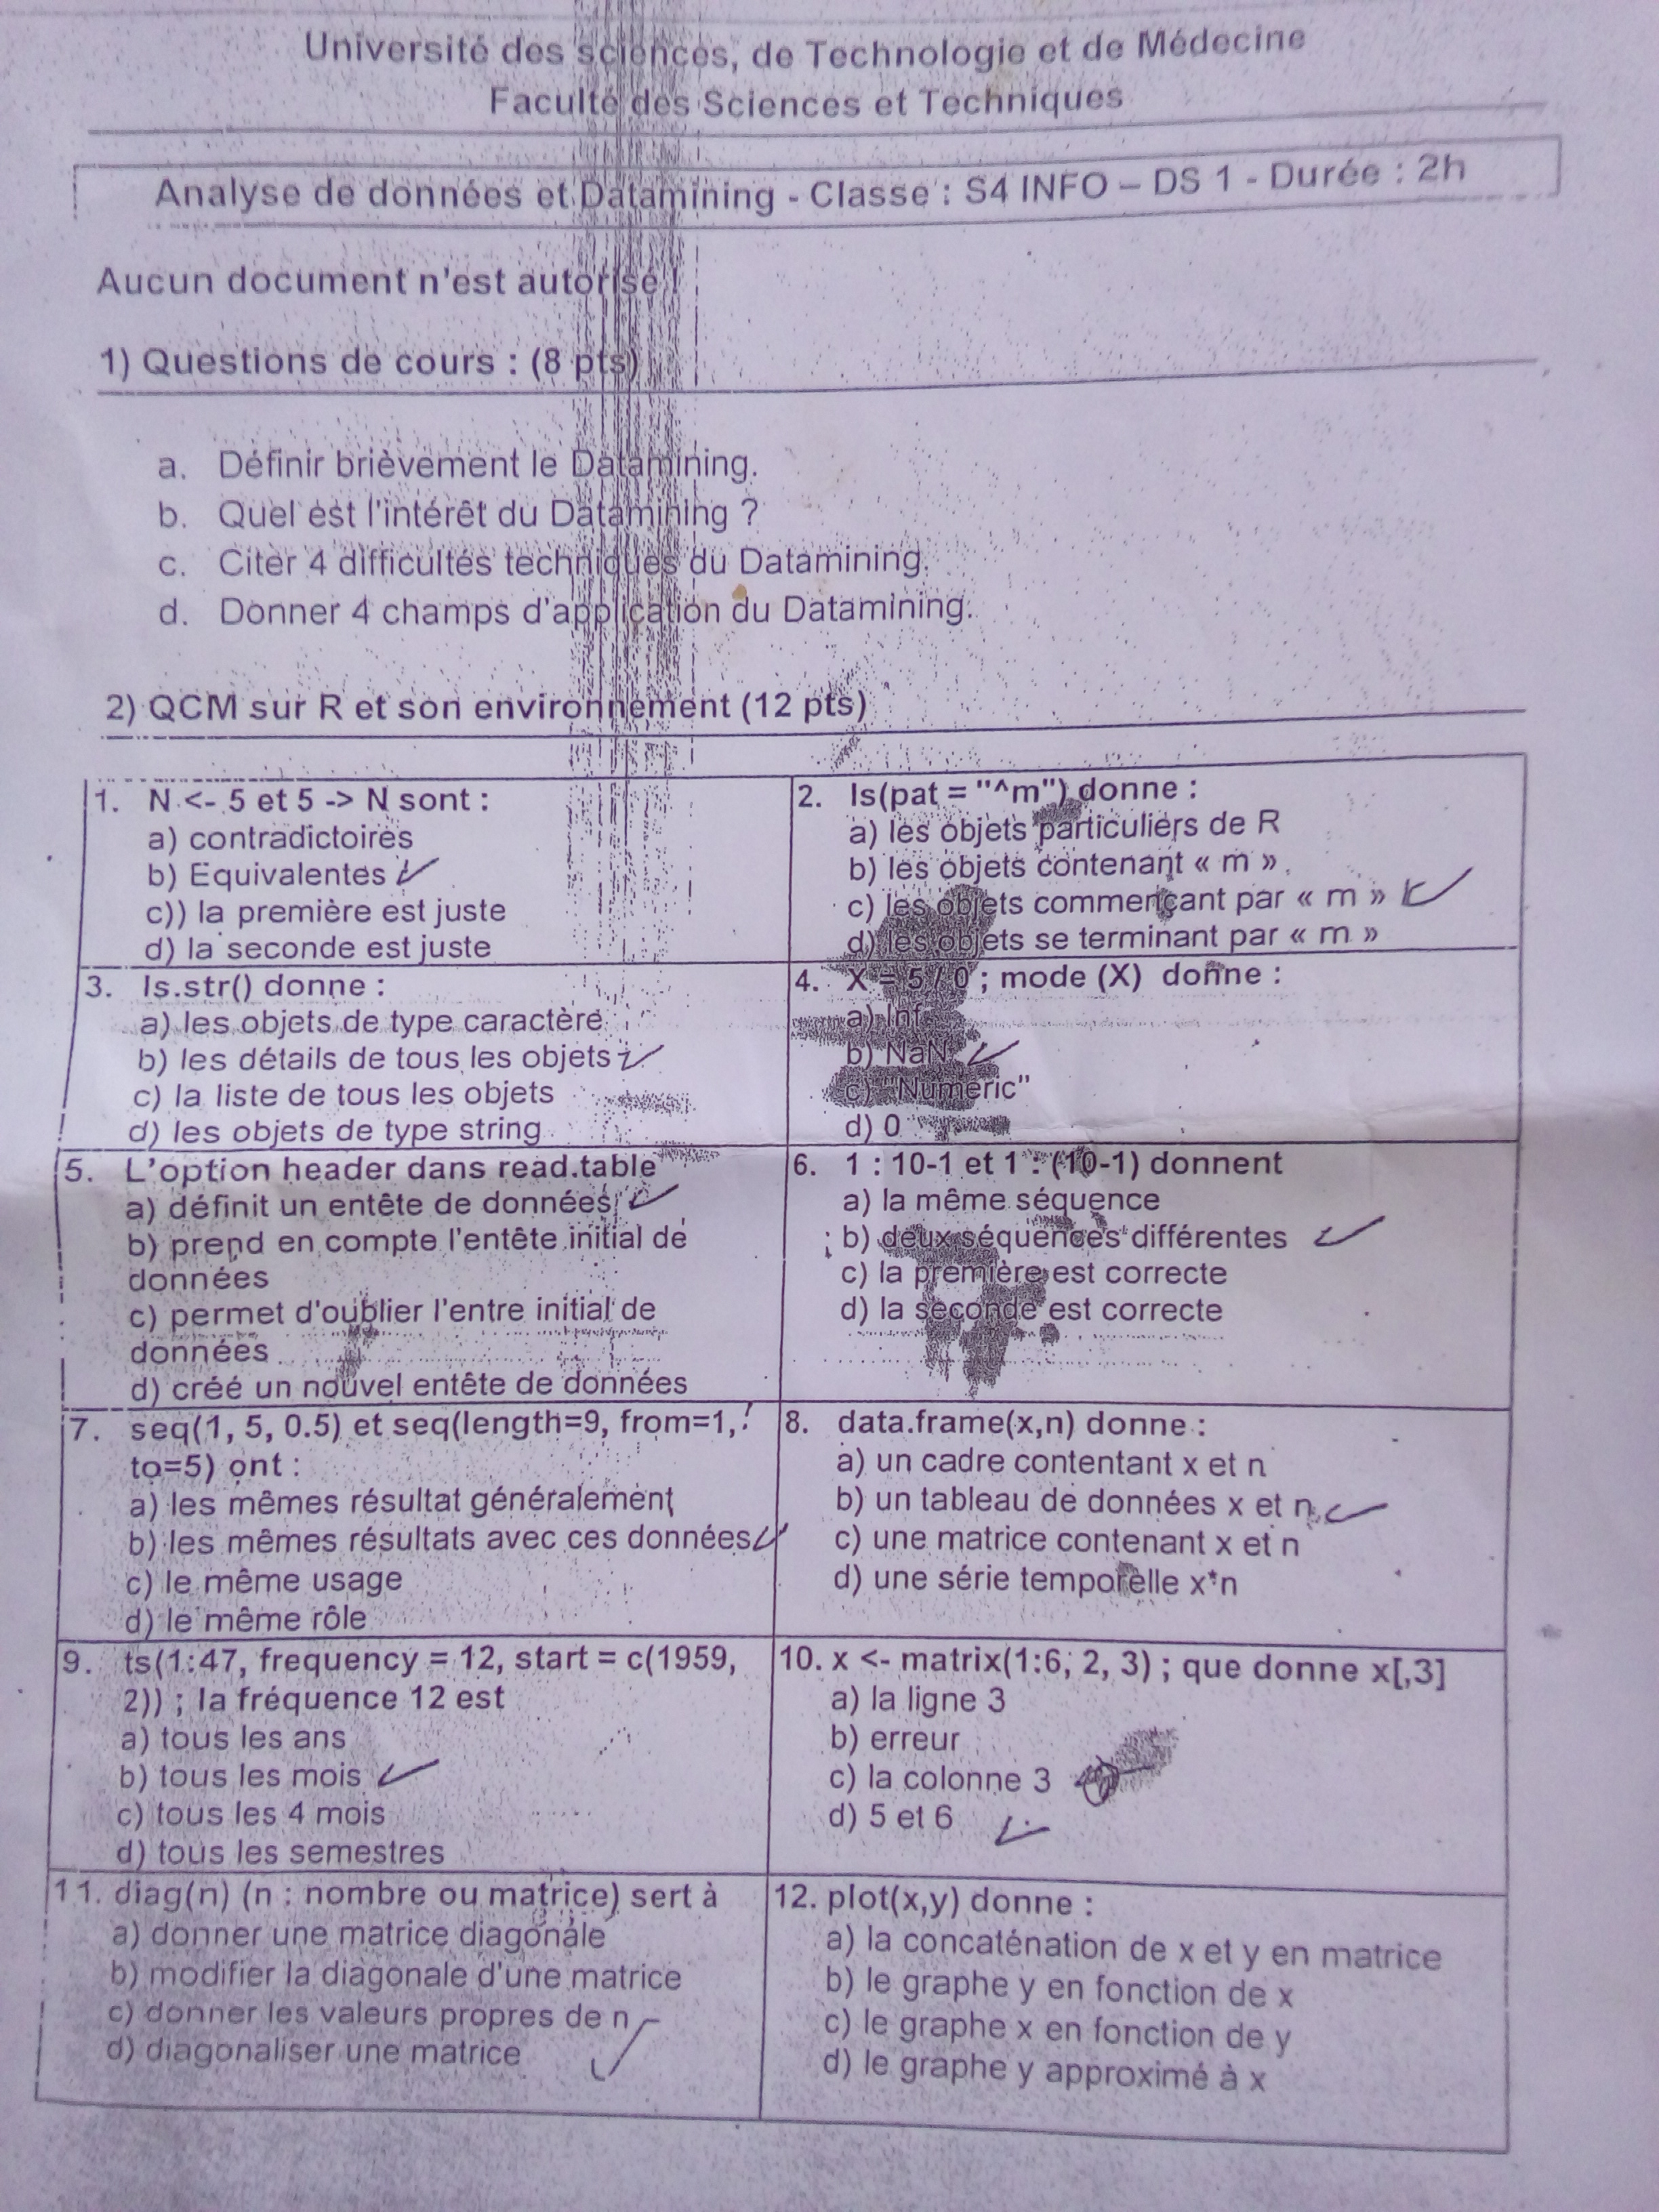 Université des sciences, de Technologie et de Médecine
Faculté des Sciences et Techniques
Analyse de données et Datamining - Classe : S4 INFO – DS 1 - Durée : 2h
Aucun document n'est autorisé !
1) Questions de cours : (8 pts)
a. Définir brièvement le Datamining.
b. Quel est l'intérêt du Datamining ?
c. Citer 4 difficultés techniques du Datamining.
d. Donner 4 champs d'application du Datamining.
2) QCM sur R et son environnement (12 pts)
1. N <- 5 et 5 -> N sont :
a) contradictoires
b) Equivalentes
c)) la première est juste
d) la seconde est juste
2. ls(pat = "^m") donne :
a) les objets particuliers de R
b) les objets contenant « m »
c) les objets commençant par « m »
d) les objets se terminant par « m »
3. ls.str() donne :
a) les objets de type caractère
b) les détails de tous les objets
c) la liste de tous les objets
d) les objets de type string
4. X = 5 / 0 ; mode (X) donne :
a) Inf
b) NaN
c) "Numeric"
d) 0
5. L'option header dans read.table
a) définit un entête de données
b) prend en compte l'entête initial de
données
c) permet d'oublier l'entre initial de
données
d) créé un nouvel entête de données
6. 1 : 10-1 et 1 : (10-1) donnent
a) la même séquence
b) deux séquences différentes
c) la première est correcte
d) la seconde est correcte
7. seq(1, 5, 0.5) et seq(length=9, from=1,
to=5) ont :
a) les mêmes résultat généralement
b) les mêmes résultats avec ces données
c) le même usage
d) le même rôle
8. data.frame(x,n) donne :
a) un cadre contentant x et n
b) un tableau de données x et n
c) une matrice contenant x et n
d) une série temporelle x*n
9. ts(1:47, frequency = 12, start = c(1959,
2)) ; la fréquence 12 est
a) tous les ans
b) tous les mois
c) tous les 4 mois
d) tous les semestres
10. x <- matrix(1:6, 2, 3) ; que donne x[,3]
a) la ligne 3
b) erreur
c) la colonne 3
d) 5 et 6
11. diag(n) (n : nombre ou matrice) sert à
a) donner une matrice diagonale
b) modifier la diagonale d'une matrice
c) donner les valeurs propres de n
d) diagonaliser une matrice
12. plot(x,y) donne :
a) la concaténation de x et y en matrice
b) le graphe y en fonction de x
c) le graphe x en fonction de y
d) le graphe y approximé à x